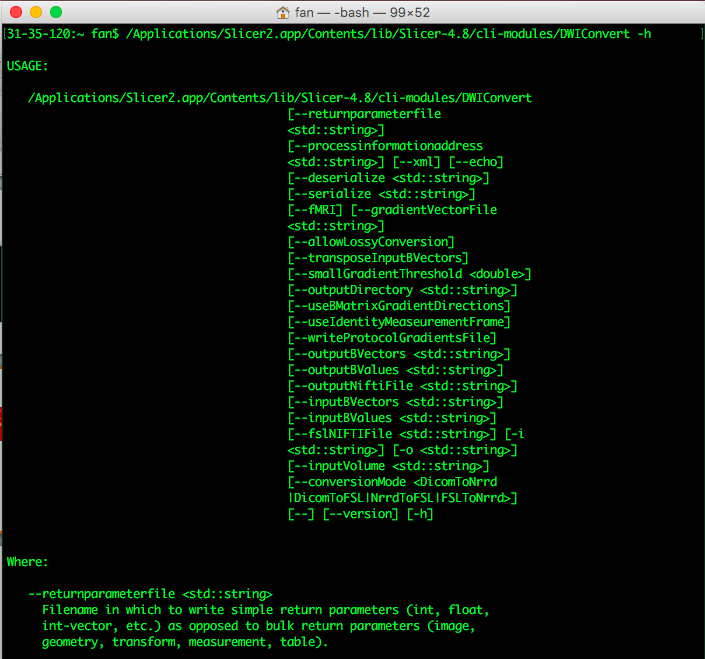 fan — -bash — 99×52
[31-35-120:~ fan$ /Applications/Slicer2.app/Contents/lib/Slicer-4.8/cli-modules/DWIConvert -h ]
USAGE:
/Applications/Slicer2.app/Contents/lib/Slicer-4.8/cli-modules/DWIConvert
[--returnparameterfile
<std::string>]
[--processinformationaddress
<std::string>] [--xml] [--echo]
[--deserialize <std::string>]
[--serialize <std::string>]
[--fMRI] [--gradientVectorFile
<std::string>]
[--allowLossyConversion]
[--transposeInputBVectors]
[--smallGradientThreshold <double>]
[--outputDirectory <std::string>]
[--useBMatrixGradientDirections]
[--useIdentityMeaseurementFrame]
[--writeProtocolGradientsFile]
[--outputBVectors <std::string>]
[--outputBValues <std::string>]
[--outputNiftiFile <std::string>]
[--inputBVectors <std::string>]
[--inputBValues <std::string>]
[--fslNIFTIFile <std::string>] [-i
<std::string>] [-o <std::string>]
[--inputVolume <std::string>]
[--conversionMode <DicomToNrrd
|DicomToFSL|NrrdToFSL|FSLToNrrd>]
[--] [--version] [-h]
Where:
--returnparameterfile <std::string>
Filename in which to write simple return parameters (int, float,
int-vector, etc.) as opposed to bulk return parameters (image,
geometry, transform, measurement, table).